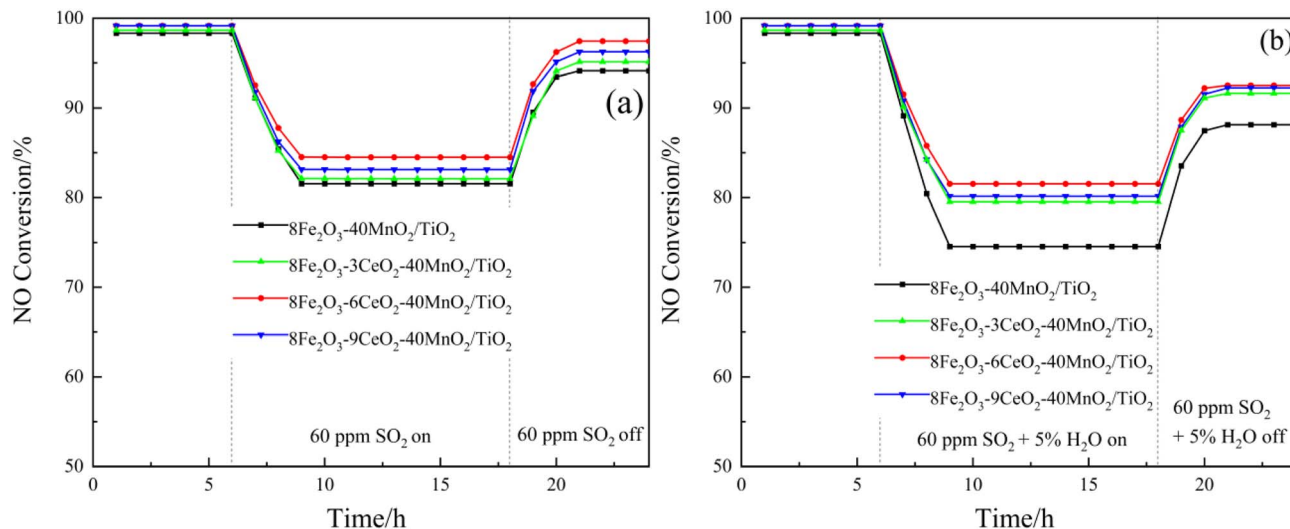 100
90
80
70
60
50
NO Conversion/%
(a)
8Fe₂O₃-40MnO₂/TiO₂
8Fe₂O₃-3CeO₂-40MnO₂/TiO₂
8Fe₂O₃-6CeO₂-40MnO₂/TiO₂
8Fe₂O₃-9CeO₂-40MnO₂/TiO₂
60 ppm SO₂ on
60 ppm SO₂ off
0 5 10 15 20
Time/h
100
90
80
70
60
50
NO Conversion/%
(b)
8Fe₂O₃-40MnO₂/TiO₂
8Fe₂O₃-3CeO₂-40MnO₂/TiO₂
8Fe₂O₃-6CeO₂-40MnO₂/TiO₂
8Fe₂O₃-9CeO₂-40MnO₂/TiO₂
60 ppm SO₂ + 5% H₂O on
60 ppm SO₂
+ 5% H₂O off
0 5 10 15 20
Time/h